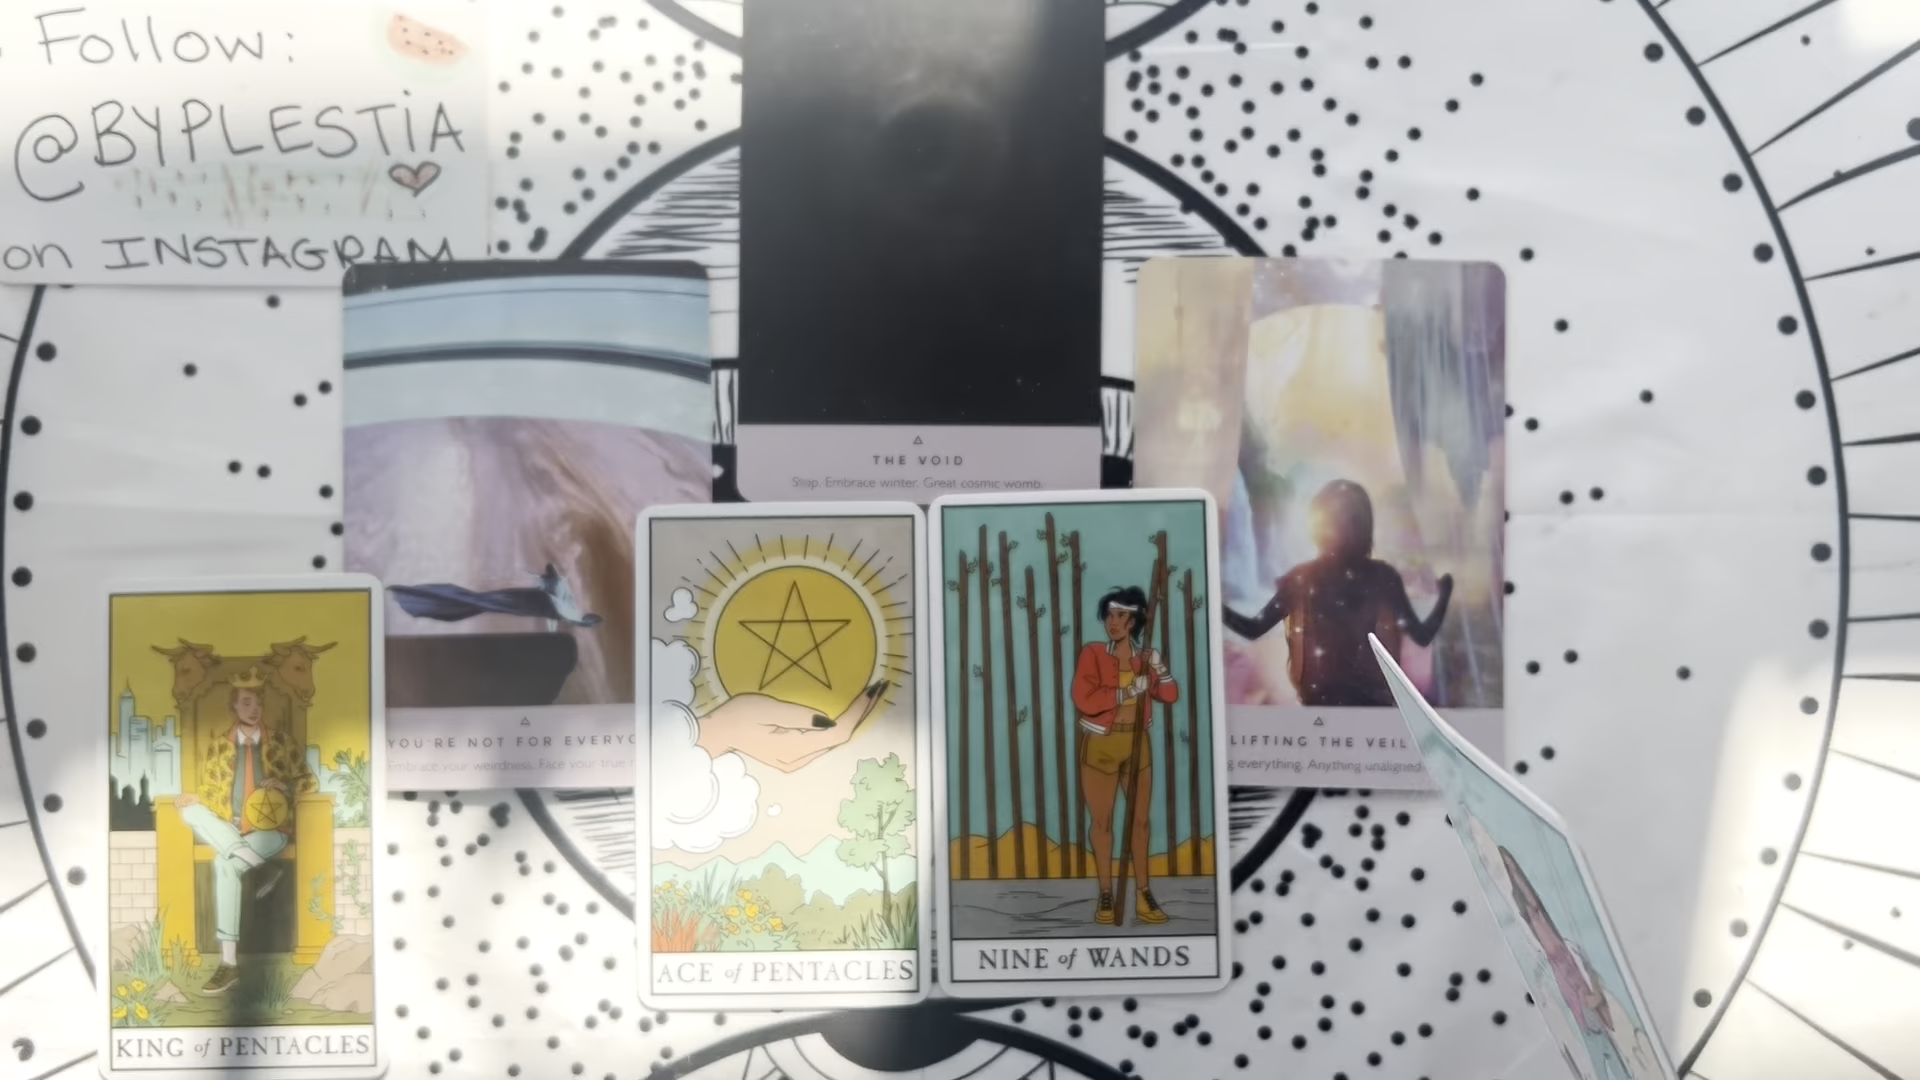 Follow:
@BYPLESTiA
on INSTAGRAM
THE VOID
Stop. Embrace winter. Great cosmic womb.
YOU'RE NOT FOR EVERYO
Embrace your weirdness. Face your true
LIFTING THE VEIL
everything. Anything unaligned
ACE of PENTACLES
NINE of WANDS
KING of PENTACLES